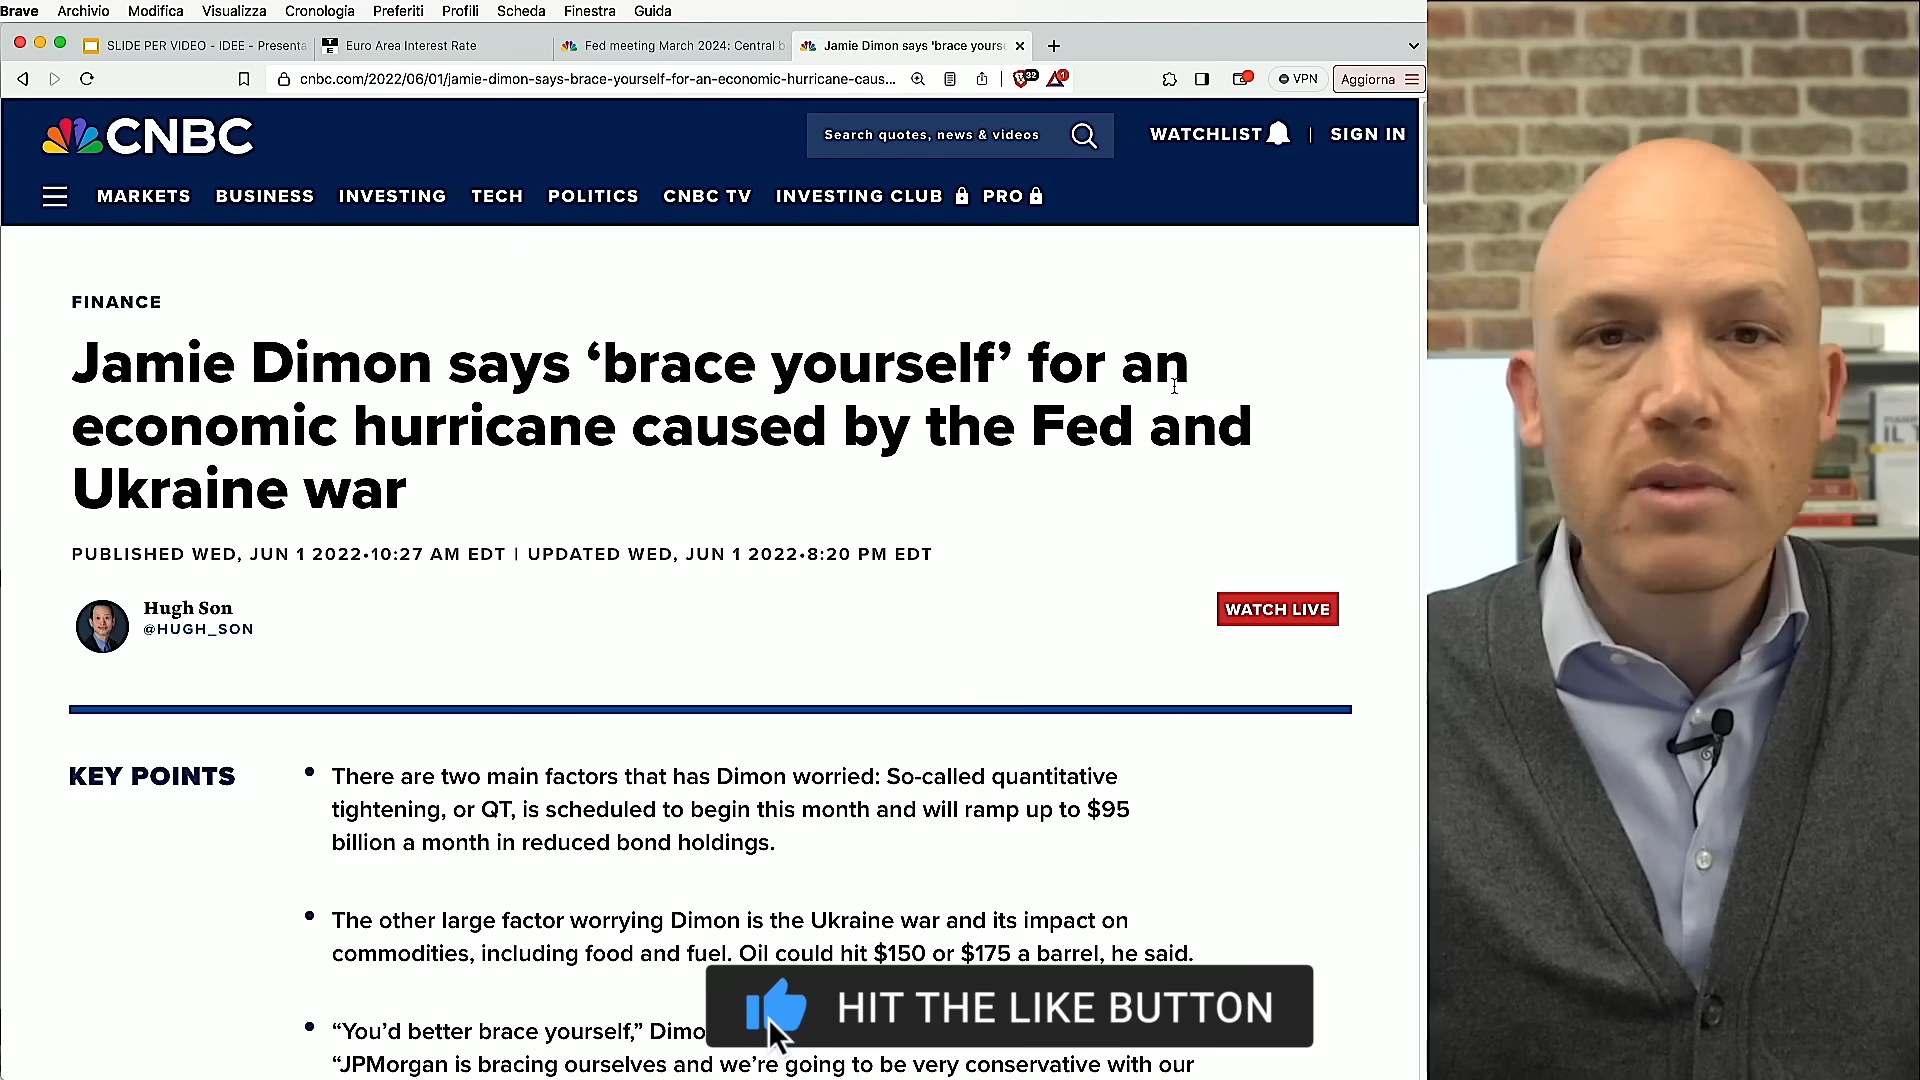 Brave Archivio Modifica Visualizza Cronologia Preferiti Profili Scheda Finestra Guida
SLIDE PER VIDEO - IDEE - Presenta
Euro Area Interest Rate
Fed meeting March 2024: Central b
Jamie Dimon says 'brace yourse
cnbc.com/2022/06/01/jamie-dimon-says-brace-yourself-for-an-economic-hurricane-caus...
32
1
VPN
Aggiorna
CNBC
Search quotes, news & videos
WATCHLIST | SIGN IN
MARKETS BUSINESS INVESTING TECH POLITICS CNBC TV INVESTING CLUB PRO
FINANCE
Jamie Dimon says ‘brace yourself’ for an
economic hurricane caused by the Fed and
Ukraine war
PUBLISHED WED, JUN 1 2022•10:27 AM EDT | UPDATED WED, JUN 1 2022•8:20 PM EDT
Hugh Son
@HUGH_SON
WATCH LIVE
KEY POINTS
• There are two main factors that has Dimon worried: So-called quantitative
tightening, or QT, is scheduled to begin this month and will ramp up to $95
billion a month in reduced bond holdings.
• The other large factor worrying Dimon is the Ukraine war and its impact on
commodities, including food and fuel. Oil could hit $150 or $175 a barrel, he said.
• “You’d better brace yourself,” Dimo
“JPMorgan is bracing ourselves and we’re going to be very conservative with our
HIT THE LIKE BUTTON
IL T